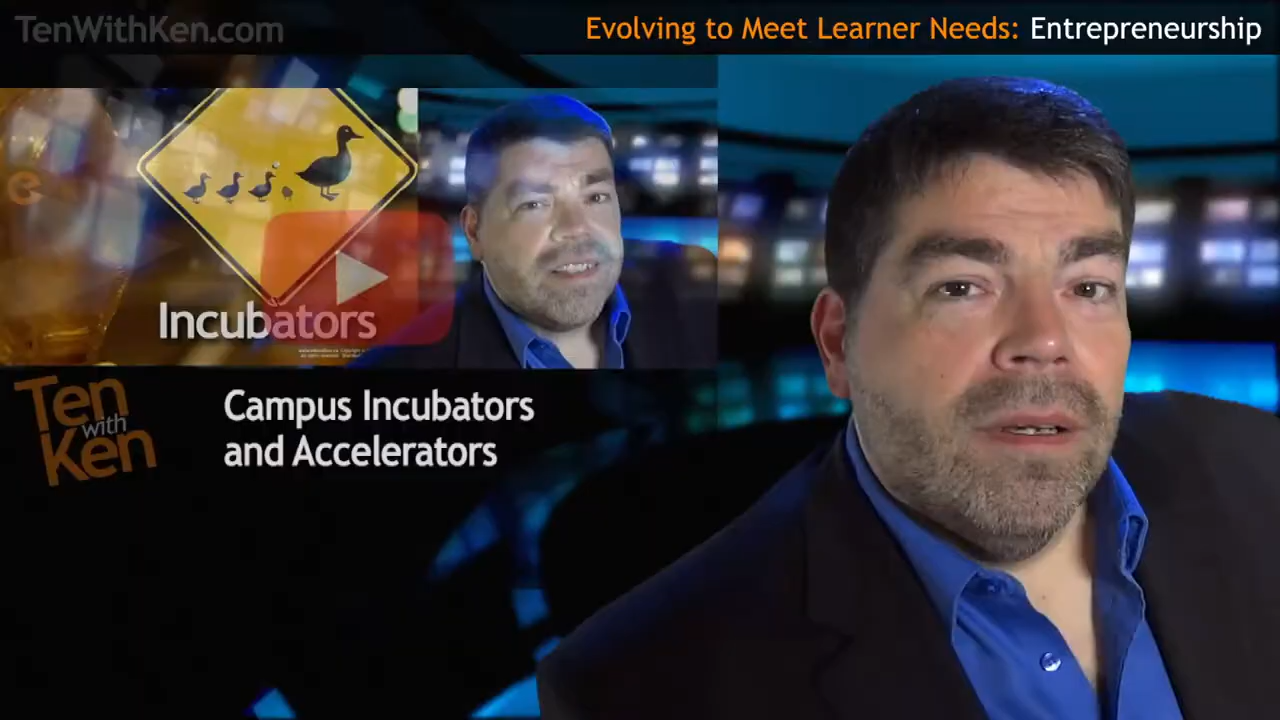 TenWithKen.com
Evolving to Meet Learner Needs: Entrepreneurship
Incubators
Ten
with
Ken
Campus Incubators
and Accelerators